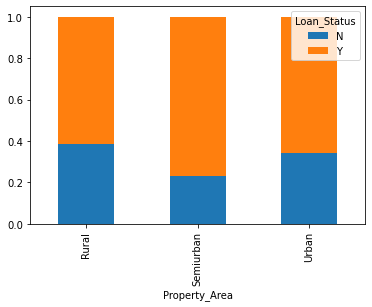 1.0
0.8
0.6
0.4
0.2
0.0
Loan_Status
N
Y
Rural
Semiurban
Urban
Property_Area